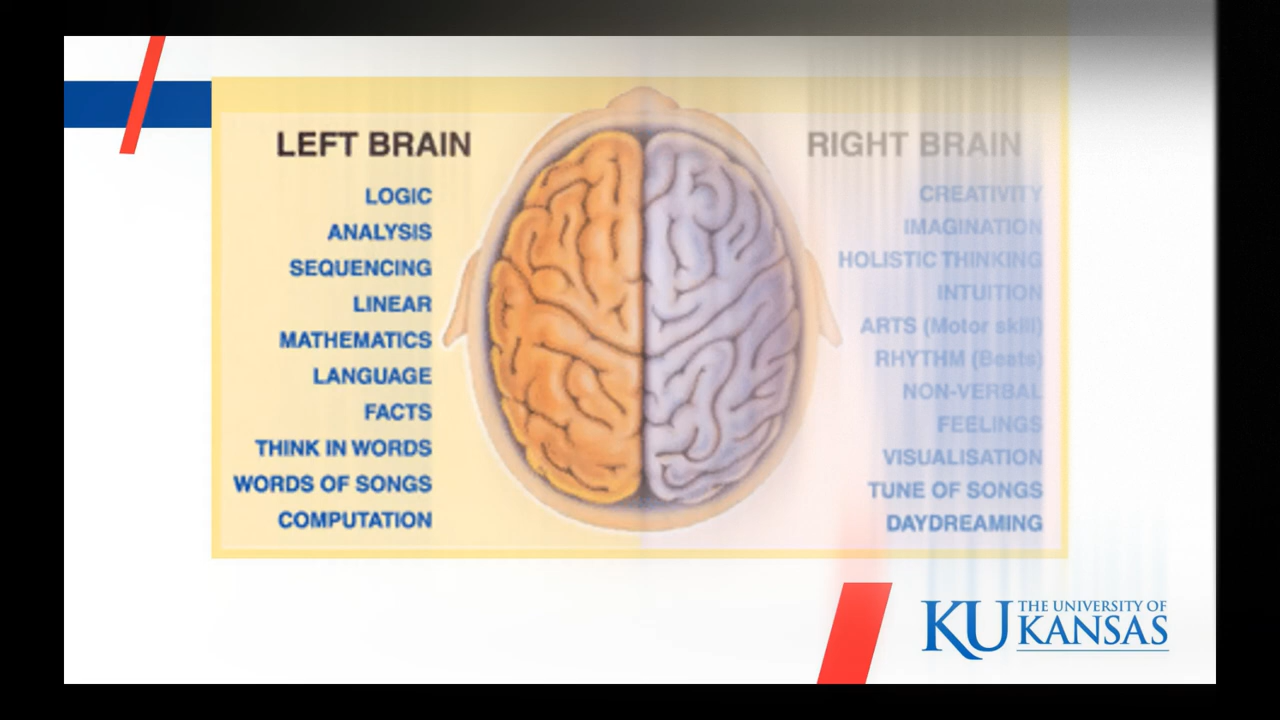 LEFT BRAIN
LOGIC
ANALYSIS
SEQUENCING
LINEAR
MATHEMATICS
LANGUAGE
FACTS
THINK IN WORDS
WORDS OF SONGS
COMPUTATION
RIGHT BRAIN
CREATIVITY
IMAGINATION
HOLISTIC THINKING
INTUITION
ARTS (Motor skill)
RHYTHM (Beats)
NON-VERBAL
FEELINGS
VISUALISATION
TUNE OF SONGS
DAYDREAMING
KU THE UNIVERSITY OF
KANSAS